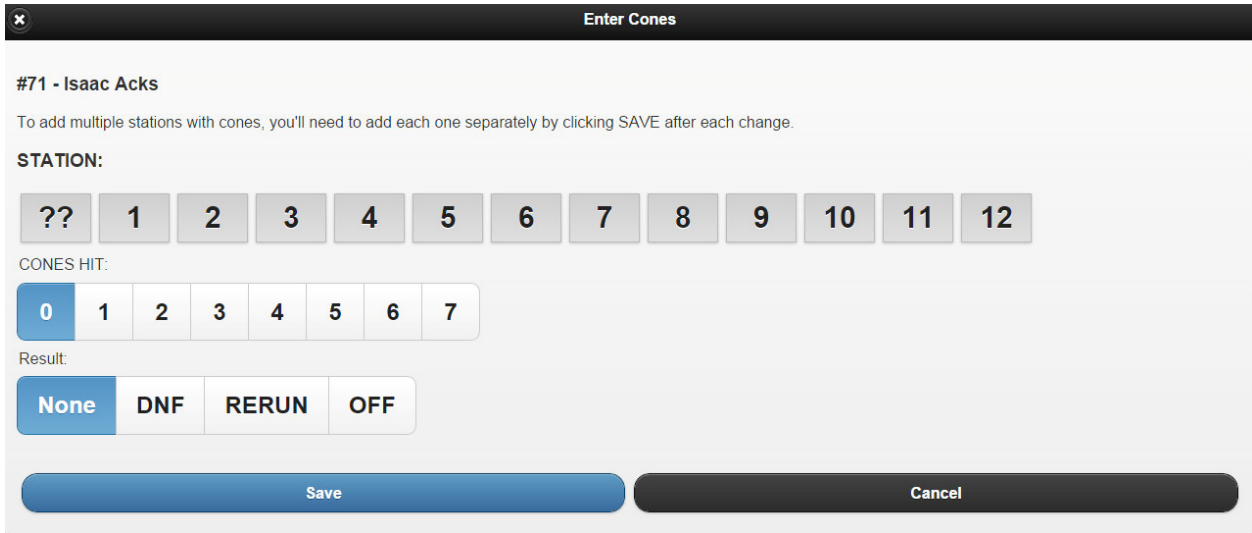 Enter Cones
#71 - Isaac Acks
To add multiple stations with cones, you'll need to add each one separately by clicking SAVE after each change.
STATION:
?? 1 2 3 4 5 6 7 8 9 10 11 12
CONES HIT:
0 1 2 3 4 5 6 7
Result:
None DNF RERUN OFF
Save Cancel